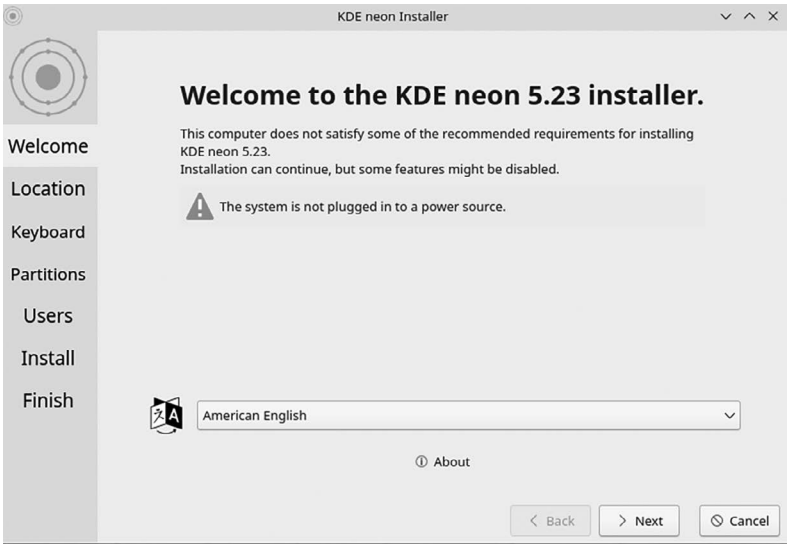 KDE neon Installer
Welcome
Location
Keyboard
Partitions
Users
Install
Finish
Welcome to the KDE neon 5.23 installer.
This computer does not satisfy some of the recommended requirements for installing
KDE neon 5.23.
Installation can continue, but some features might be disabled.
The system is not plugged in to a power source.
American English
About
Back
Next
Cancel